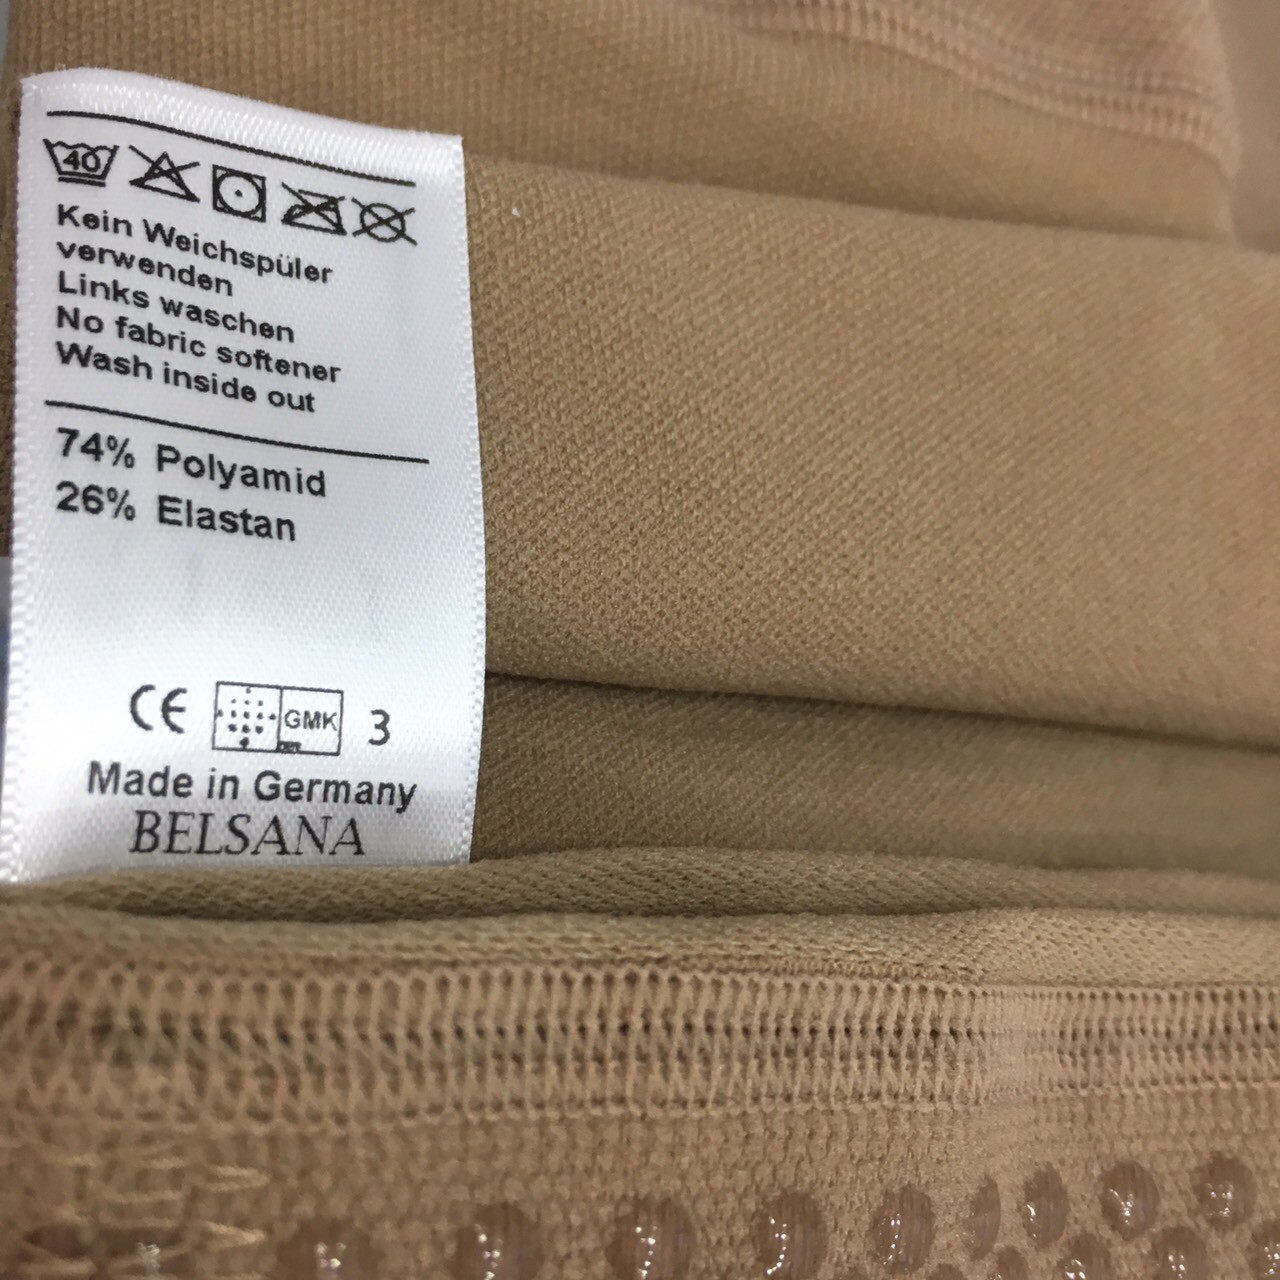 40
Kein Weichspüler
verwenden
Links waschen
No fabric softener
Wash inside out
74% Polyamid
26% Elastan
CE GMK 3
Made in Germany
BELSANA